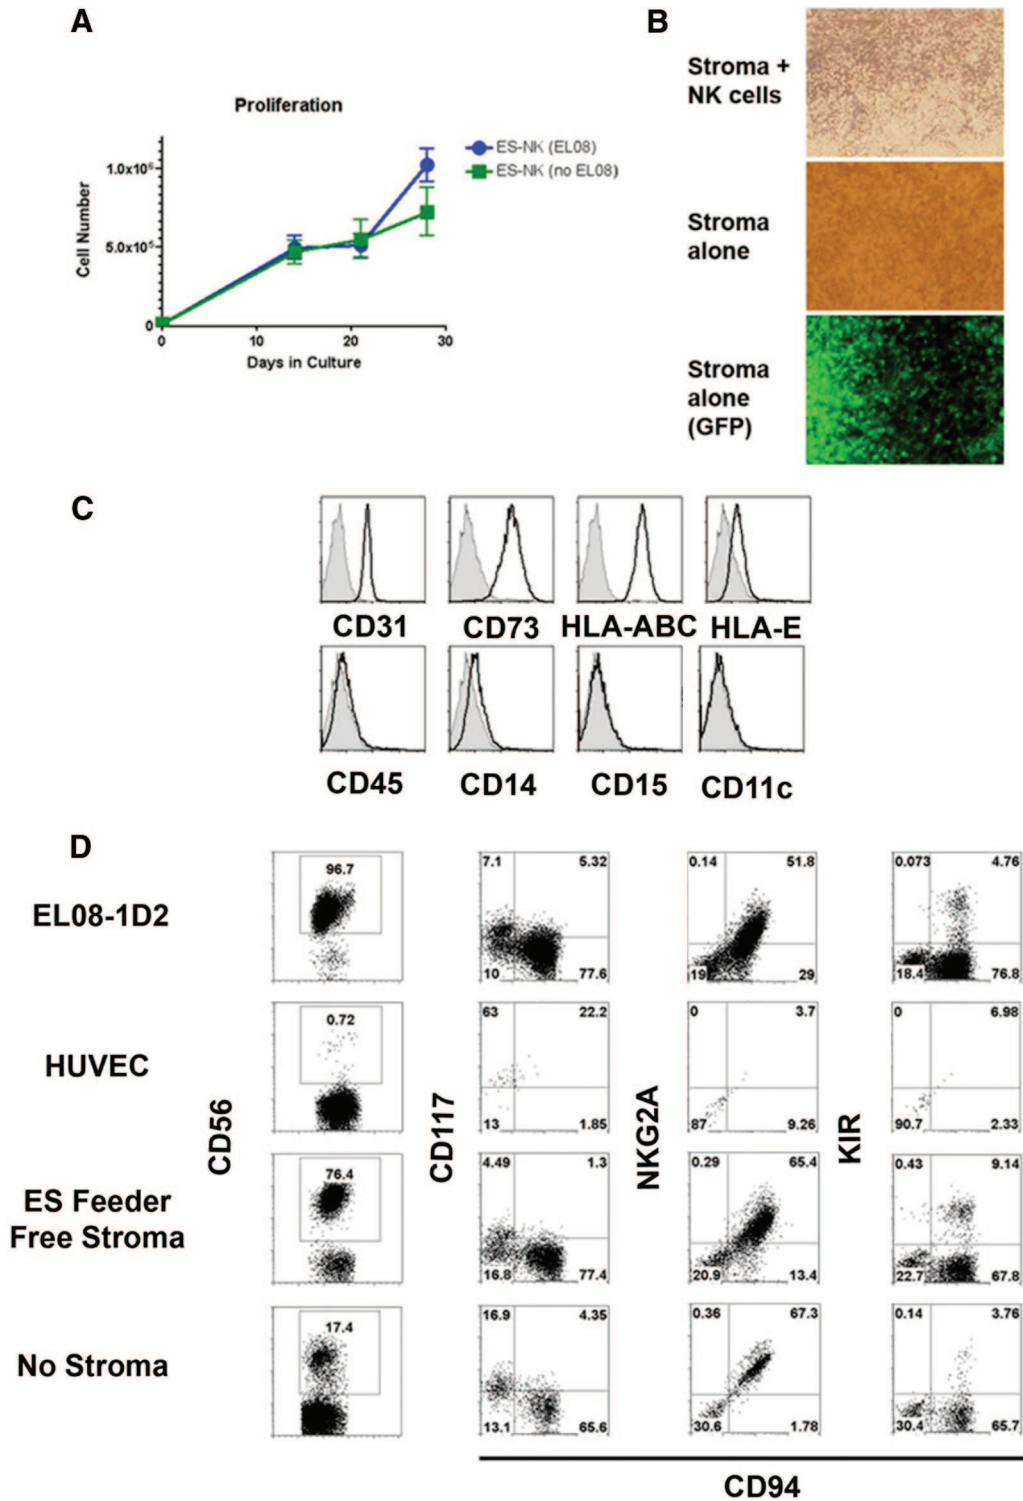 A
B
Proliferation
ES-NK (EL08)
ES-NK (no EL08)
1.0x10⁶
5.0x10⁵
0
Cell Number
0
10
20
30
Days in Culture
Stroma +
NK cells
Stroma
alone
Stroma
alone
(GFP)
C
CD31
CD73
HLA-ABC
HLA-E
CD45
CD14
CD15
CD11c
D
EL08-1D2
96.7
7.1 5.32
10 77.6
0.14 51.8
19 29
0.073 4.76
18.4 76.8
HUVEC
0.72
63 22.2
13 1.85
0 3.7
87 9.26
0 6.98
90.7 2.33
CD56
CD117
NKG2A
KIR
ES Feeder
Free Stroma
76.4
4.49 1.3
16.8 77.4
0.29 65.4
20.9 13.4
0.43 9.14
22.7 67.8
No Stroma
17.4
16.9 4.35
13.1 65.6
0.36 67.3
30.6 1.78
0.14 3.76
30.4 65.7
CD94